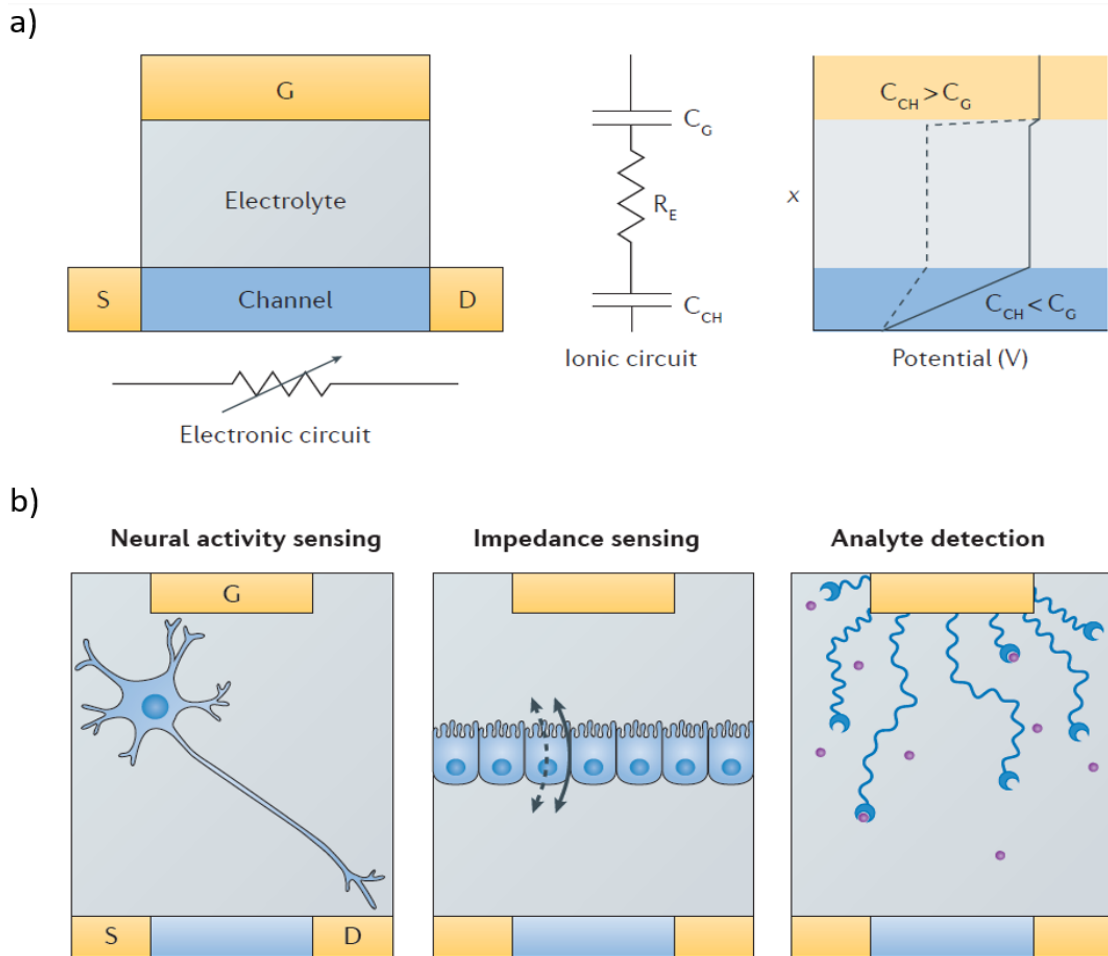 a)
G
Electrolyte
S
Channel
D
Electronic circuit
C_G
R_E
C_CH
Ionic circuit
C_CH > C_G
x
C_CH < C_G
Potential (V)
b)
Neural activity sensing
Impedance sensing
Analyte detection
G
S
D